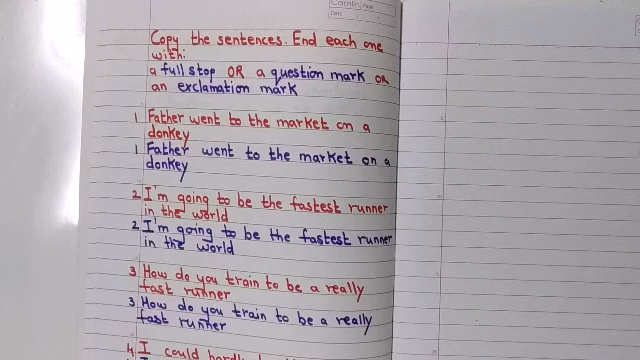 Camlin Page
Date
Copy the sentences. End each one
with:
a full stop OR a question mark OR
an exclamation mark
1 Father went to the market on a
donkey
1 Father went to the market on a
donkey
2 I'm going to be the fastest runner
in the world
2 I'm going to be the fastest runner
in the world
3 How do you train to be a really
fast runner
3 How do you train to be a really
fast runner
4 I could hardly